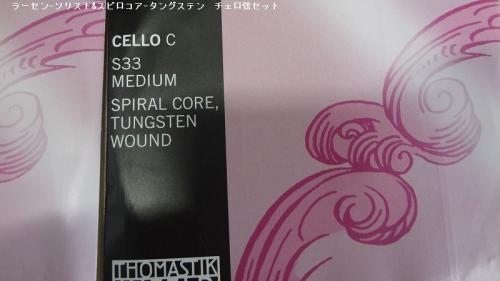 ラーセン-ソリスト&スピロコア-タングステン　チェロ弦セット
CELLO C
S33
MEDIUM
SPIRAL CORE,
TUNGSTEN
WOUND
THOMASTIK